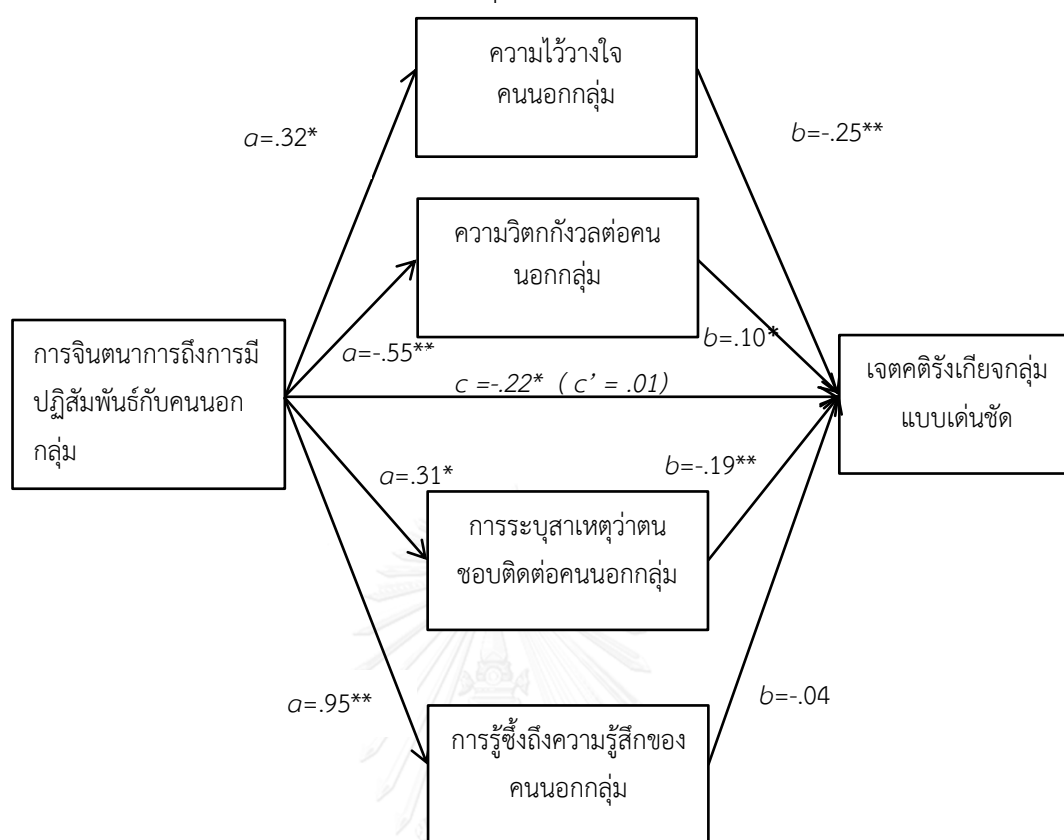 ความไว้วางใจ
คนนอกกลุ่ม
a=.32*
b=-.25**
ความวิตกกังวลต่อคน
นอกกลุ่ม
a=-.55**
b=.10*
การจินตนาการถึงการมี
ปฏิสัมพันธ์กับคนนอก
กลุ่ม
c =-.22* ( c’ = .01)
เจตคติรังเกียจกลุ่ม
แบบเด่นชัด
a=.31*
b=-.19**
การระบุสาเหตุว่าตน
ชอบติดต่อคนนอกกลุ่ม
a=.95**
b=-.04
การรู้ซึ้งถึงความรู้สึกของ
คนนอกกลุ่ม